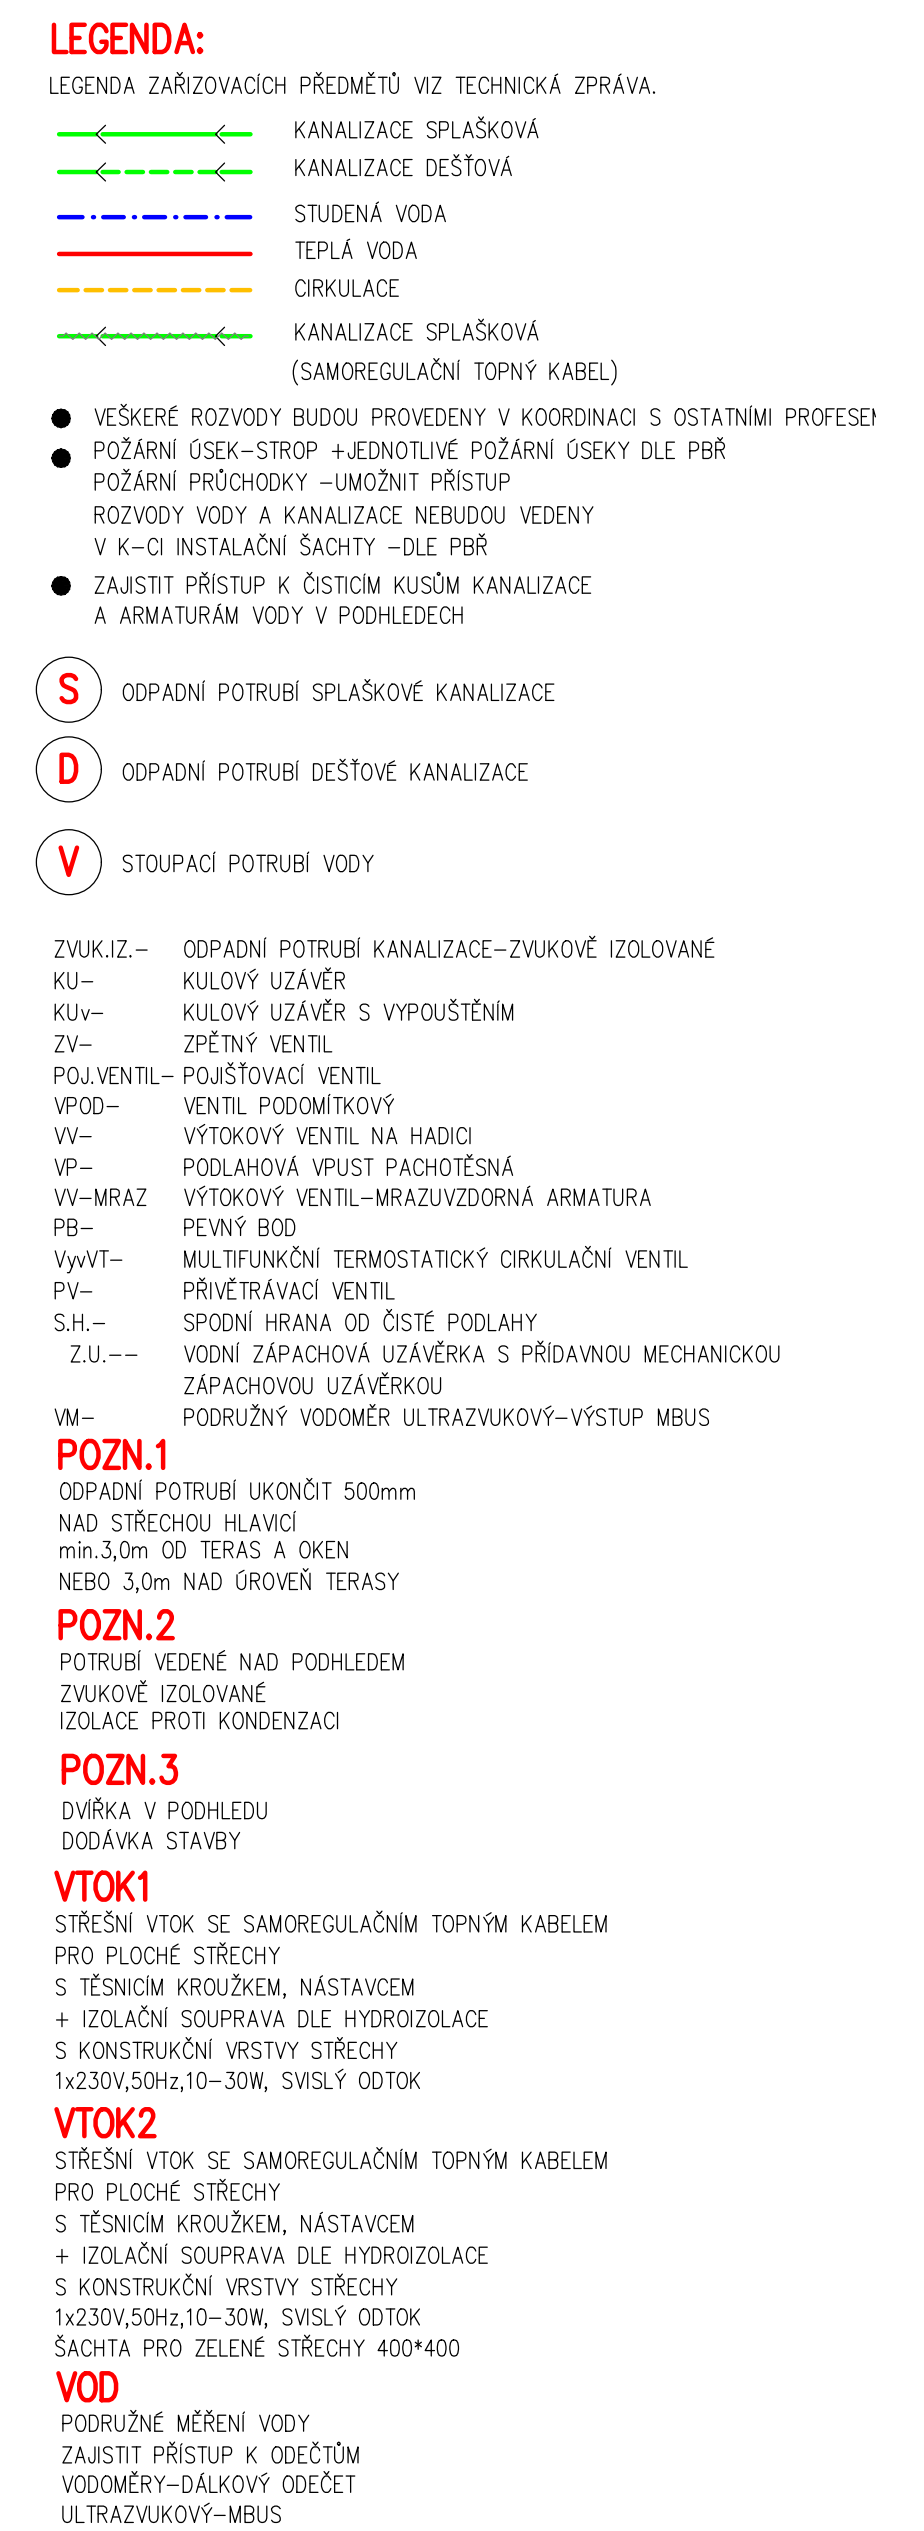 LEGENDA:
LEGENDA ZAŘIZOVACÍCH PŘEDMĚTŮ VIZ TECHNICKÁ ZPRÁVA.
KANALIZACE SPLAŠKOVÁ
KANALIZACE DEŠŤOVÁ
STUDENÁ VODA
TEPLÁ VODA
CIRKULACE
KANALIZACE SPLAŠKOVÁ
(SAMOREGULAČNÍ TOPNÝ KABEL)
VEŠKERÉ ROZVODY BUDOU PROVEDENY V KOORDINACI S OSTATNÍMI
POŽÁRNÍ ÚSEK-STROP +JEDNOTLIVÉ POŽÁRNÍ ÚSEKY DLE PBŘ
POŽÁRNÍ PRŮCHODKY -UMOŽNIT PŘÍSTUP
ROZVODY VODY A KANALIZACE NEBUDOU VEDENY
V K-CI INSTALAČNÍ ŠACHTY -DLE PBŘ
ZAJISTIT PŘÍSTUP K ČISTICÍM KUSŮM KANALIZACE
A ARMATURÁM VODY V PODHLEDECH
S ODPADNÍ POTRUBÍ SPLAŠKOVÉ KANALIZACE
D ODPADNÍ POTRUBÍ DEŠŤOVÉ KANALIZACE
V STOUPACÍ POTRUBÍ VODY
ZVUK.IZ.- ODPADNÍ POTRUBÍ KANALIZACE-ZVUKOVĚ IZOLOVANÉ
KU- KULOVÝ UZÁVĚR
KUv- KULOVÝ UZÁVĚR S VYPOUŠTĚNÍM
ZV- ZPĚTNÝ VENTIL
POJ.VENTIL- POJIŠŤOVACÍ VENTIL
VPOD- VENTIL PODOMÍTKOVÝ
VV- VÝTOKOVÝ VENTIL NA HADICI
VP- PODLAHOVÁ VPUST PACHOTĚSNÁ
VV-MRAZ VÝTOKOVÝ VENTIL-MRAZUVZDORNÁ ARMATURA
PB- PEVNÝ BOD
VyvVT- MULTIFUNKČNÍ TERMOSTATICKÝ CIRKULAČNÍ VENTIL
PV- PŘIVĚTRÁVACÍ VENTIL
S.H.- SPODNÍ HRANA OD ČISTÉ PODLAHY
Z.U.-- VODNÍ ZÁPACHOVÁ UZÁVĚRKA S PŘÍDAVNOU MECHANICKOU
ZÁPACHOVOU UZÁVĚRKOU
VM- PODRUŽNÝ VODOMĚR ULTRAZVUKOVÝ-VÝSTUP MBUS
POZN.1
ODPADNÍ POTRUBÍ UKONČIT 500mm
NAD STŘECHOU HLAVICÍ
min.3,0m OD TERAS A OKEN
NEBO 3,0m NAD ÚROVEŇ TERASY
POZN.2
POTRUBÍ VEDENÉ NAD PODHLEDEM
ZVUKOVĚ IZOLOVANÉ
IZOLACE PROTI KONDENZACI
POZN.3
DVÍŘKA V PODHLEDU
DODÁVKA STAVBY
VTOK1
STŘEŠNÍ VTOK SE SAMOREGULAČNÍM TOPNÝM KABELEM
PRO PLOCHÉ STŘECHY
S TĚSNICÍM KROUŽKEM, NÁSTAVCEM
+ IZOLAČNÍ SOUPRAVA DLE HYDROIZOLACE
S KONSTRUKČNÍ VRSTVY STŘECHY
1x230V,50Hz,10-30W, SVISLÝ ODTOK
VTOK2
STŘEŠNÍ VTOK SE SAMOREGULAČNÍM TOPNÝM KABELEM
PRO PLOCHÉ STŘECHY
S TĚSNICÍM KROUŽKEM, NÁSTAVCEM
+ IZOLAČNÍ SOUPRAVA DLE HYDROIZOLACE
S KONSTRUKČNÍ VRSTVY STŘECHY
1x230V,50Hz,10-30W, SVISLÝ ODTOK
ŠACHTA PRO ZELENÉ STŘECHY 400*400
VOD
PODRUŽNÉ MĚŘENÍ VODY
ZAJISTIT PŘÍSTUP K ODEČTŮM
VODOMĚRY-DÁLKOVÝ ODEČET
ULTRAZVUKOVÝ-MBUS